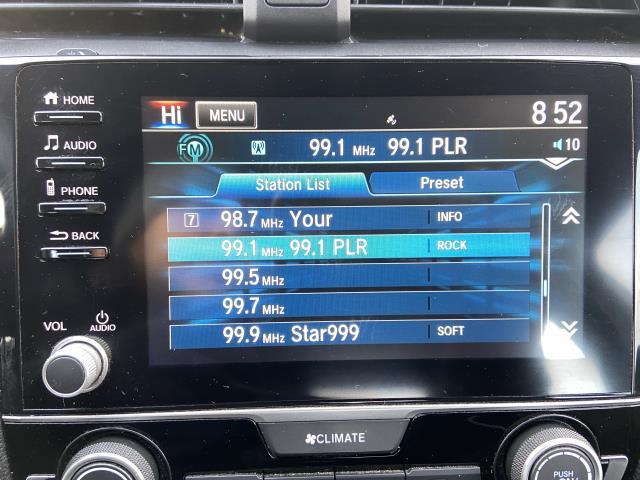 HOME
AUDIO
PHONE
BACK
VOL AUDIO
Hi MENU 8 52
FM 99.1 MHz 99.1 PLR 10
Station List Preset
7 98.7 MHz Your INFO
99.1 MHz 99.1 PLR ROCK
99.5 MHz
99.7 MHz
99.9 MHz Star999 SOFT
CLIMATE
PUSH
ON